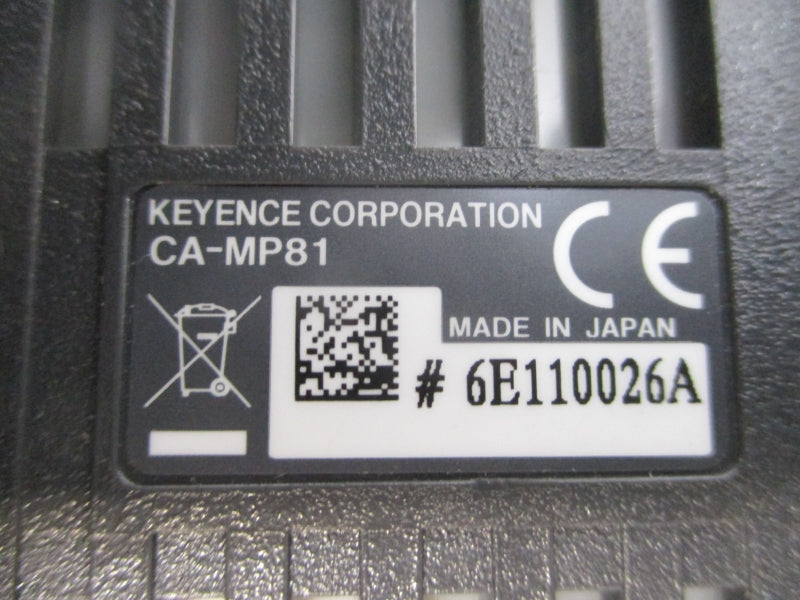 KEYENCE CORPORATION
CA-MP81
CE
MADE IN JAPAN
# 6E110026A